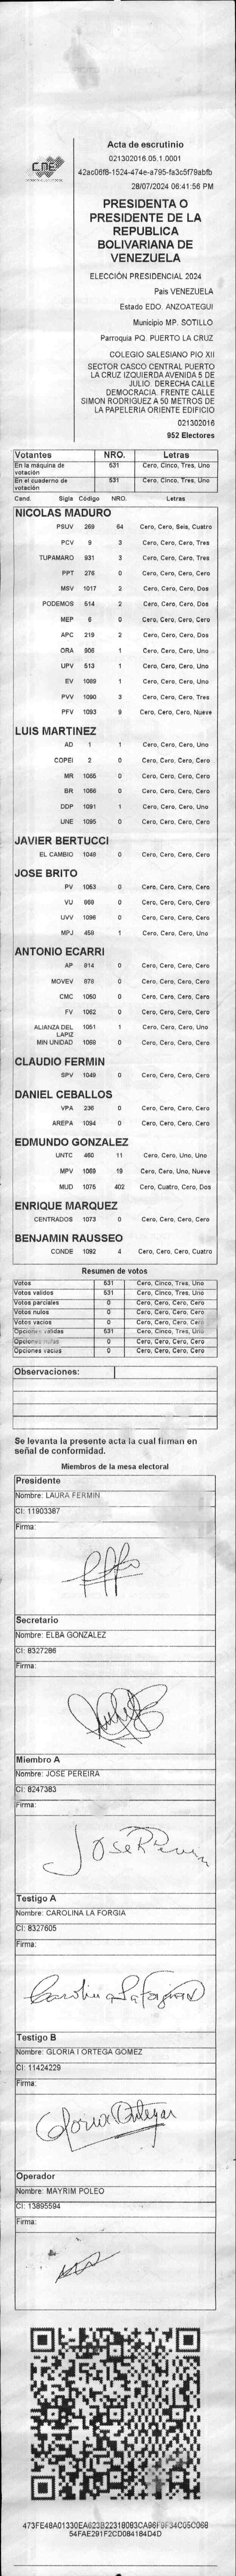 CNE
Acta de escrutinio
021302016.05.1.0001
42ac06f8-1524-474e-a795-fa3c5f79abfb
28/07/2024 06:41:56 PM
PRESIDENTA O
PRESIDENTE DE LA
REPUBLICA
BOLIVARIANA DE
VENEZUELA
ELECCIÓN PRESIDENCIAL 2024
Pais VENEZUELA
Estado EDO. ANZOATEGUI
Municipio MP. SOTILLO
Parroquia PQ. PUERTO LA CRUZ
COLEGIO SALESIANO PIO XII
SECTOR CASCO CENTRAL PUERTO
LA CRUZ IZQUIERDA AVENIDA 5 DE
JULIO. DERECHA CALLE
DEMOCRACIA. FRENTE CALLE
SIMON RODRIGUEZ A 50 METROS DE
LA PAPELERIA ORIENTE EDIFICIO
021302016
952 Electores
Votantes NRO. Letras
En la máquina de votación 531 Cero, Cinco, Tres, Uno
En el cuaderno de votación 531 Cero, Cinco, Tres, Uno
Cand. Sigla Código NRO. Letras
NICOLAS MADURO
PSUV 269 64 Cero, Cero, Seis, Cuatro
PCV 9 3 Cero, Cero, Cero, Tres
TUPAMARO 931 3 Cero, Cero, Cero, Tres
PPT 276 0 Cero, Cero, Cero, Cero
MSV 1017 2 Cero, Cero, Cero, Dos
PODEMOS 514 2 Cero, Cero, Cero, Dos
MEP 6 0 Cero, Cero, Cero, Cero
APC 219 2 Cero, Cero, Cero, Dos
ORA 906 1 Cero, Cero, Cero, Uno
UPV 513 1 Cero, Cero, Cero, Uno
EV 1089 1 Cero, Cero, Cero, Uno
PVV 1090 3 Cero, Cero, Cero, Tres
PFV 1093 9 Cero, Cero, Cero, Nueve
LUIS MARTINEZ
AD 1 1 Cero, Cero, Cero, Uno
COPEI 2 0 Cero, Cero, Cero, Cero
MR 1065 0 Cero, Cero, Cero, Cero
BR 1066 0 Cero, Cero, Cero, Cero
DDP 1091 1 Cero, Cero, Cero, Uno
UNE 1095 0 Cero, Cero, Cero, Cero
JAVIER BERTUCCI
EL CAMBIO 1048 0 Cero, Cero, Cero, Cero
JOSE BRITO
PV 1053 0 Cero, Cero, Cero, Cero
VU 869 0 Cero, Cero, Cero, Cero
UVV 1096 0 Cero, Cero, Cero, Cero
MPJ 458 1 Cero, Cero, Cero, Uno
ANTONIO ECARRI
AP 914 0 Cero, Cero, Cero, Cero
MOVEV 978 0 Cero, Cero, Cero, Cero
CMC 1050 0 Cero, Cero, Cero, Cero
FV 1062 0 Cero, Cero, Cero, Cero
ALIANZA DEL LAPIZ 1051 1 Cero, Cero, Cero, Uno
MIN UNIDAD 1068 0 Cero, Cero, Cero, Cero
CLAUDIO FERMIN
SPV 1049 0 Cero, Cero, Cero, Cero
DANIEL CEBALLOS
VPA 236 0 Cero, Cero, Cero, Cero
AREPA 1094 0 Cero, Cero, Cero, Cero
EDMUNDO GONZALEZ
UNTC 460 11 Cero, Cero, Uno, Uno
MPV 1069 19 Cero, Cero, Uno, Nueve
MUD 1075 402 Cero, Cuatro, Cero, Dos
ENRIQUE MARQUEZ
CENTRADOS 1073 0 Cero, Cero, Cero, Cero
BENJAMIN RAUSSEO
CONDE 1092 4 Cero, Cero, Cero, Cuatro
Resumen de votos
Votos 531 Cero, Cinco, Tres, Uno
Votos validos 531 Cero, Cinco, Tres, Uno
Votos parciales 0 Cero, Cero, Cero, Cero
Votos nulos 0 Cero, Cero, Cero, Cero
Votos vacios 0 Cero, Cero, Cero, Cero
Opciones validas 531 Cero, Cinco, Tres, Uno
Opciones nulas 0 Cero, Cero, Cero, Cero
Opciones vacias 0 Cero, Cero, Cero, Cero
Observaciones:
Se levanta la presente acta la cual firman en
señal de conformidad.
Miembros de la mesa electoral
Presidente
Nombre: LAURA FERMIN
CI: 11903387
Firma:
Secretario
Nombre: ELBA GONZALEZ
CI: 8327286
Firma:
Miembro A
Nombre: JOSE PEREIRA
CI: 8247383
Firma:
Testigo A
Nombre: CAROLINA LA FORGIA
CI: 8327605
Firma:
Carolina La Forgia
Testigo B
Nombre: GLORIA I ORTEGA GOMEZ
CI: 11424229
Firma:
Gloria Ortega
Operador
Nombre: MAYRIM POLEO
CI: 13895594
Firma: